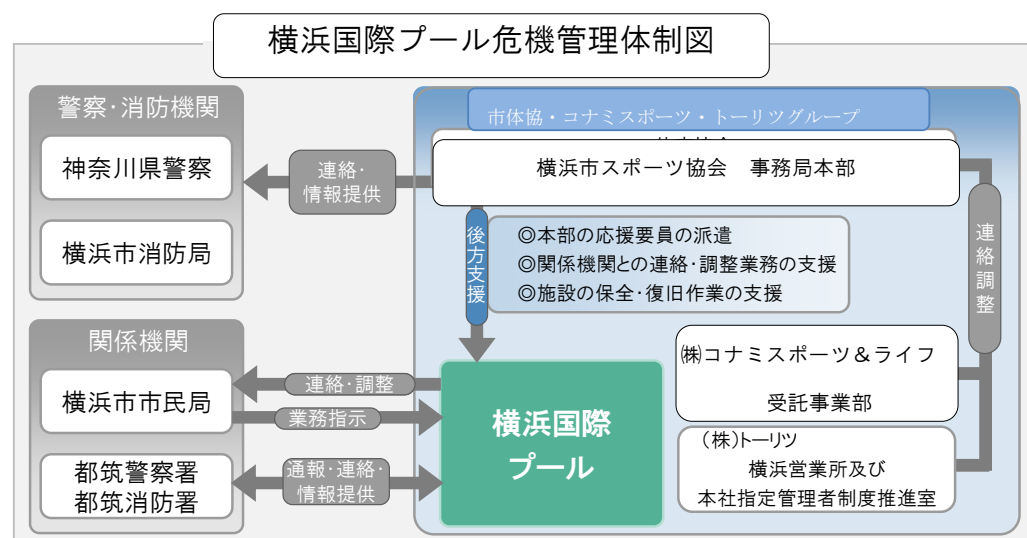 横浜国際プール危機管理体制図
警察・消防機関
神奈川県警察
横浜市消防局
連絡・
情報提供
市体協・コナミスポーツ・トーリツグループ
横浜市スポーツ協会　事務局本部
後方支援
◎本部の応援要員の派遣
◎関係機関との連絡・調整業務の支援
◎施設の保全・復旧作業の支援
連絡調整
関係機関
横浜市市民局
都筑警察署
都筑消防署
連絡・調整
業務指示
通報・連絡・
情報提供
横浜国際
プール
㈱コナミスポーツ＆ライフ
受託事業部
（株）トーリツ
横浜営業所及び
本社指定管理者制度推進室